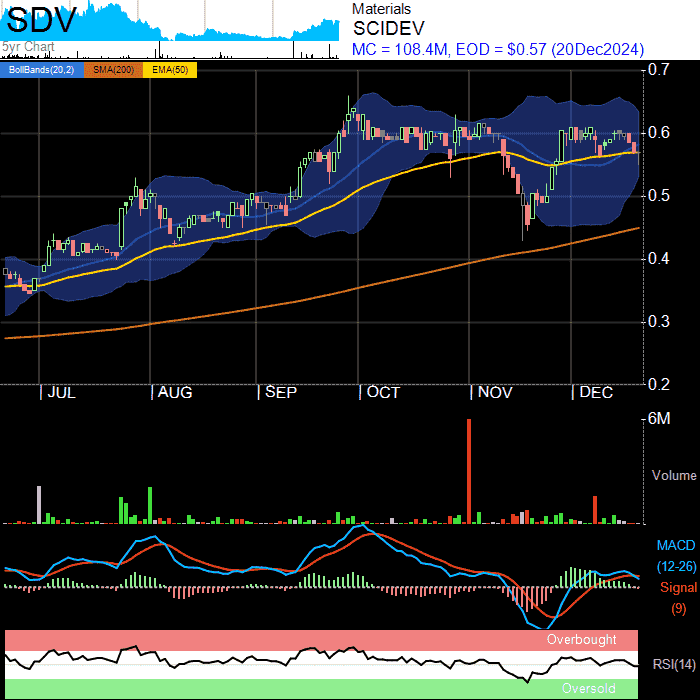 SDV
5yr Chart
Materials
SCIDEV
MC = 108.4M, EOD = $0.57 (20Dec2024)
BollBands(20,2) SMA(200) EMA(50)
0.7
0.6
0.5
0.4
0.3
0.2
JUL AUG SEP OCT NOV DEC
6M
Volume
MACD
(12-26)
Signal
(9)
Overbought
RSI(14)
Oversold